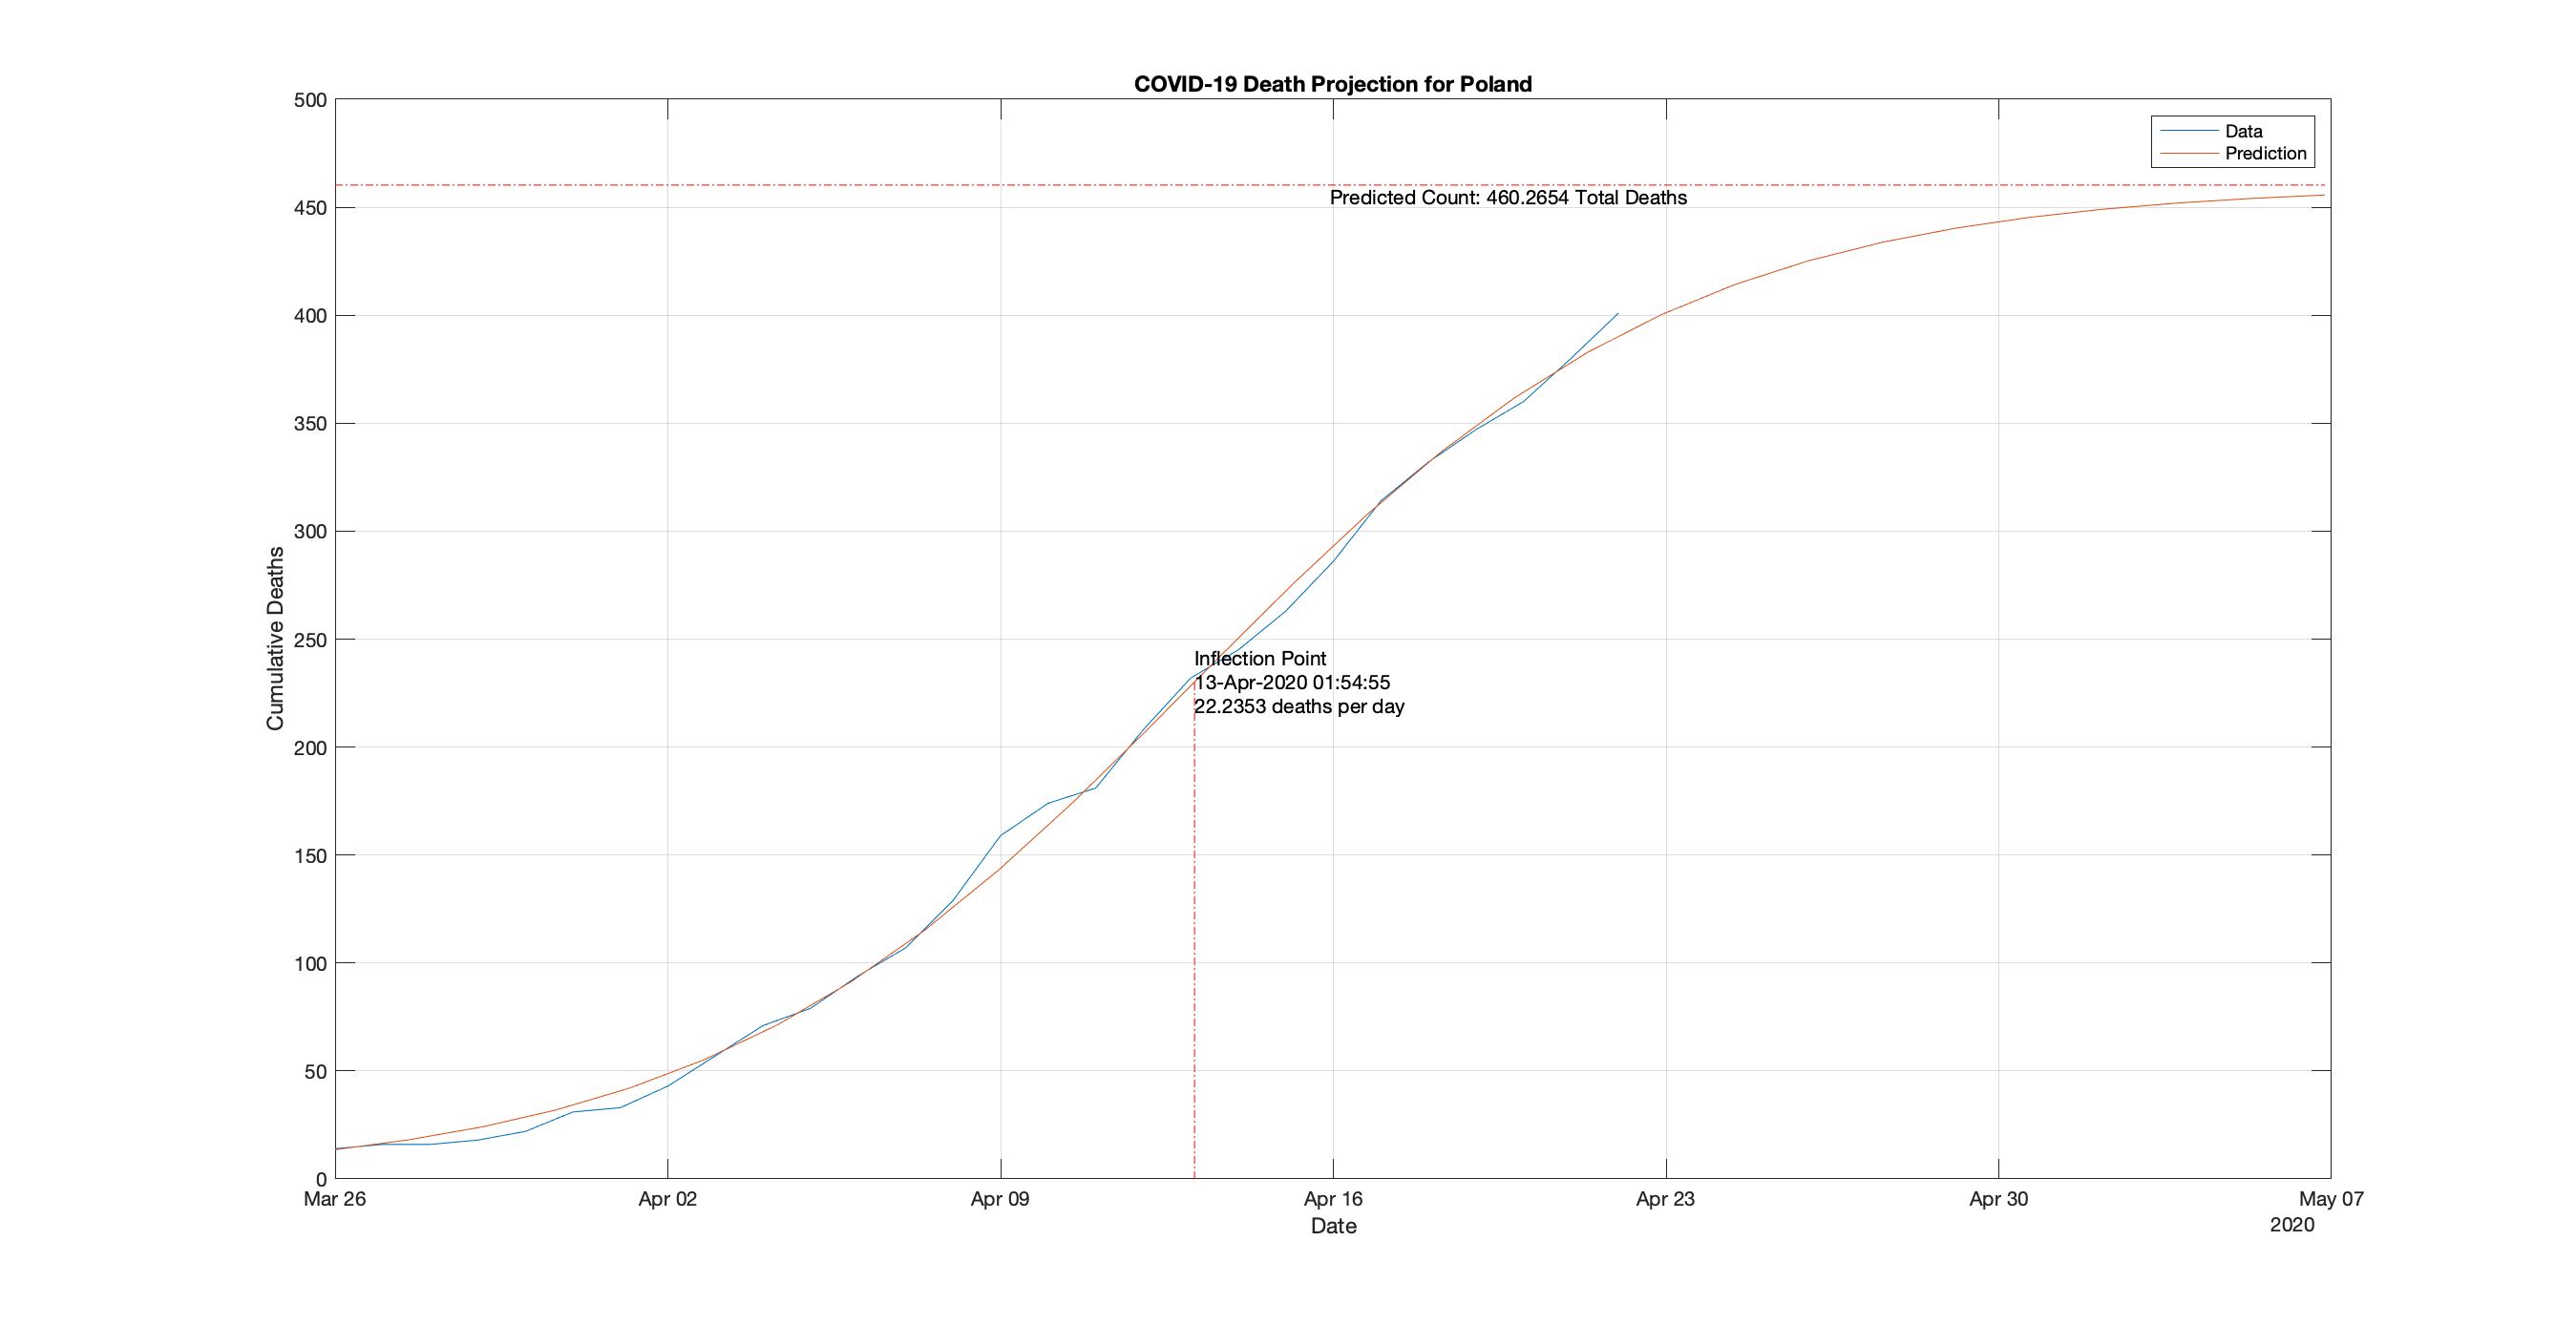 COVID-19 Death Projection for Poland
500
450
400
350
300
250
200
150
100
50
0
Cumulative Deaths
Data
Prediction
Predicted Count: 460.2654 Total Deaths
Inflection Point
13-Apr-2020 01:54:55
22.2353 deaths per day
Mar 26 Apr 02 Apr 09 Apr 16 Apr 23 Apr 30 May 07
Date
2020